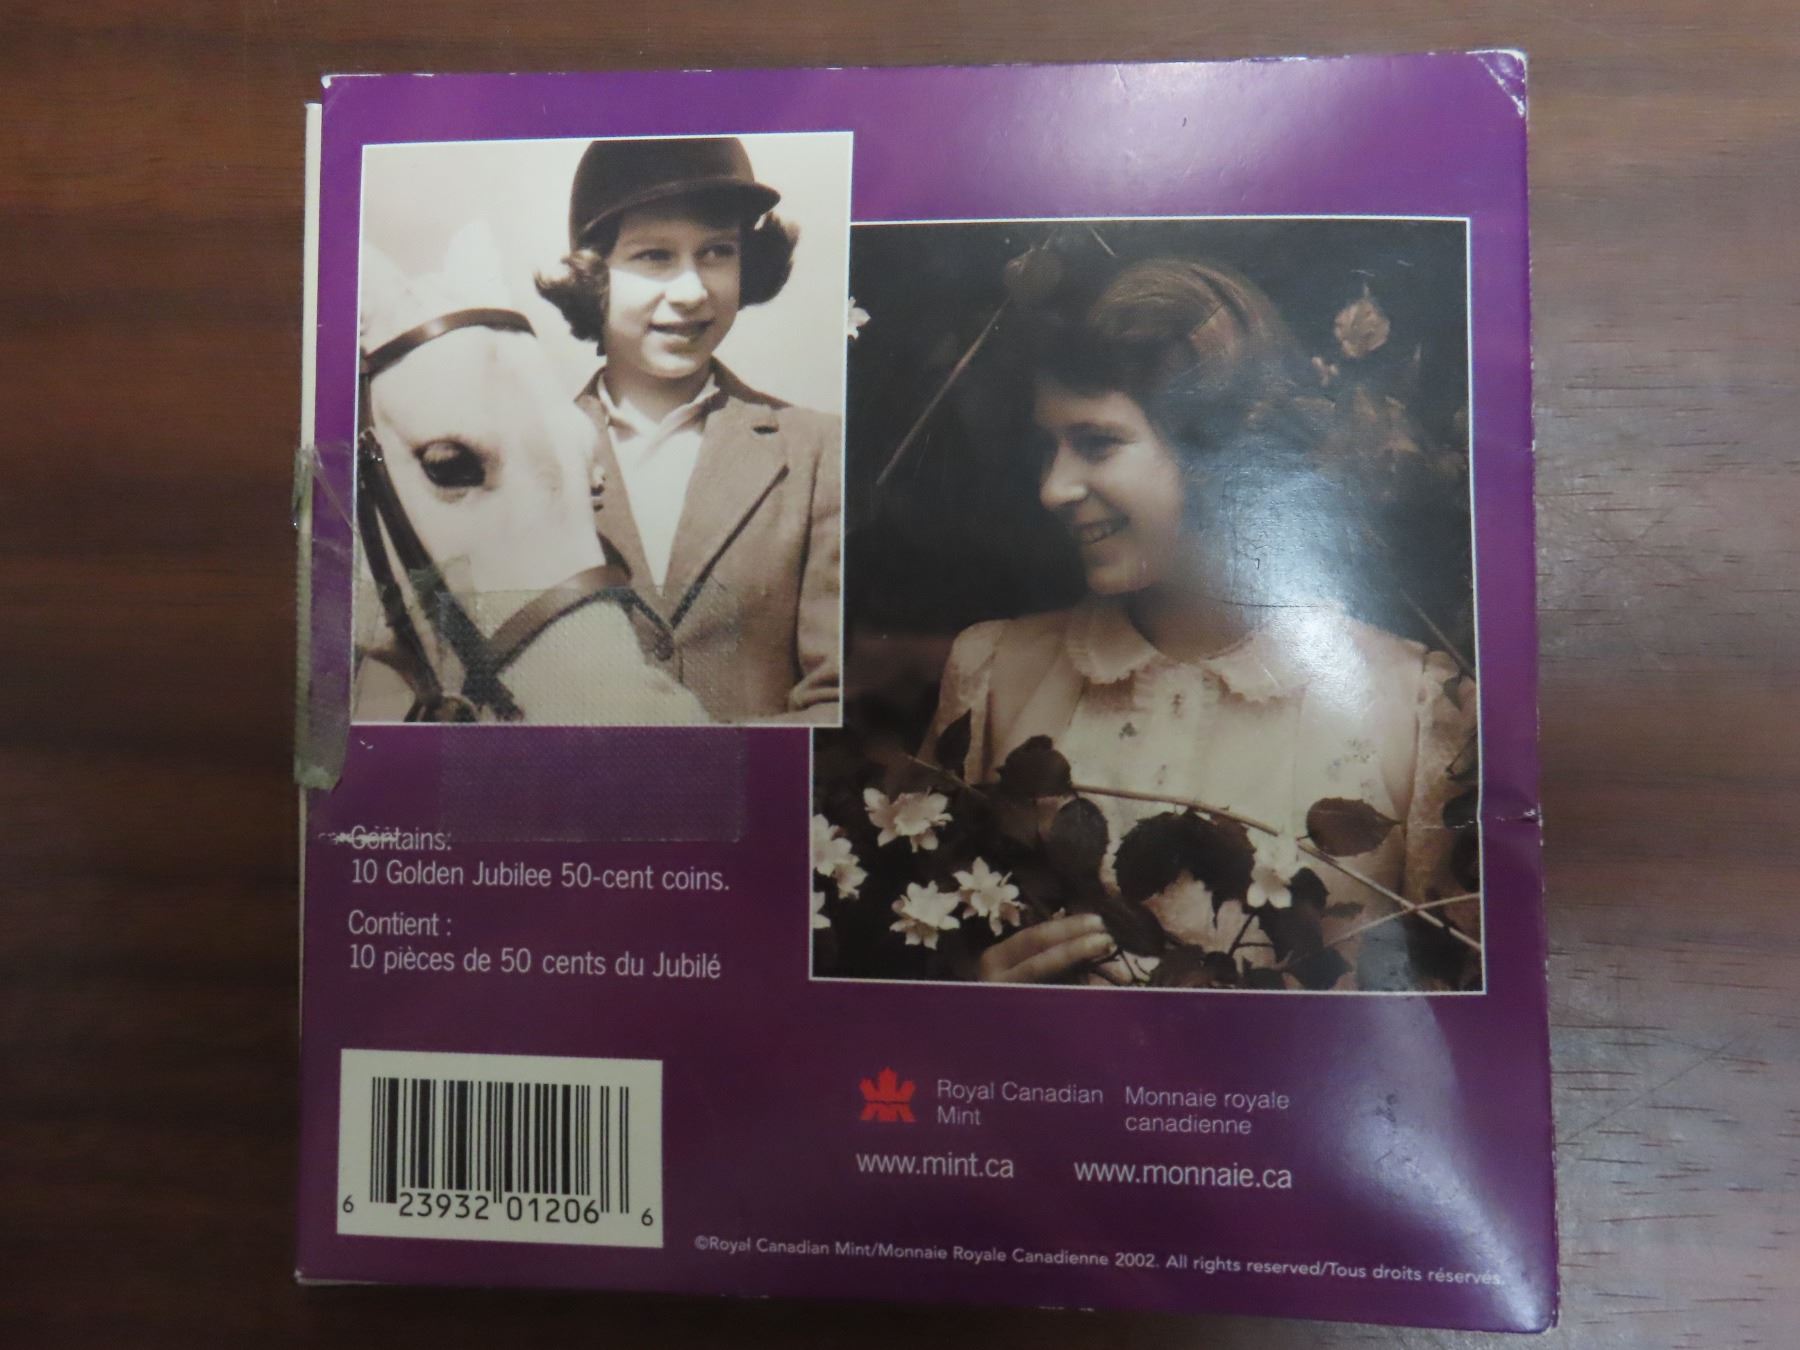 Contains:
10 Golden Jubilee 50-cent coins.
Contient :
10 pièces de 50 cents du Jubilé
6 23932 01206 6
Royal Canadian
Mint
Monnaie royale
canadienne
www.mint.ca
www.monnaie.ca
©Royal Canadian Mint/Monnaie Royale Canadienne 2002. All rights reserved/Tous droits réservés.